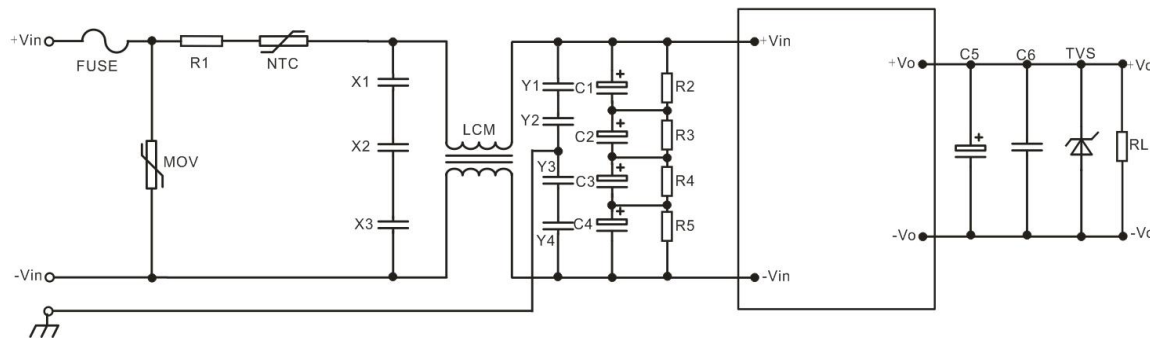 +Vin
FUSE
R1
NTC
MOV
X1
X2
X3
-Vin
LCM
Y1
Y2
Y3
Y4
C1
C2
C3
C4
R2
R3
R4
R5
+Vin
-Vin
+Vo
-Vo
C5
C6
TVS
+Vo
RL
-Vo
+
+
+
+
+